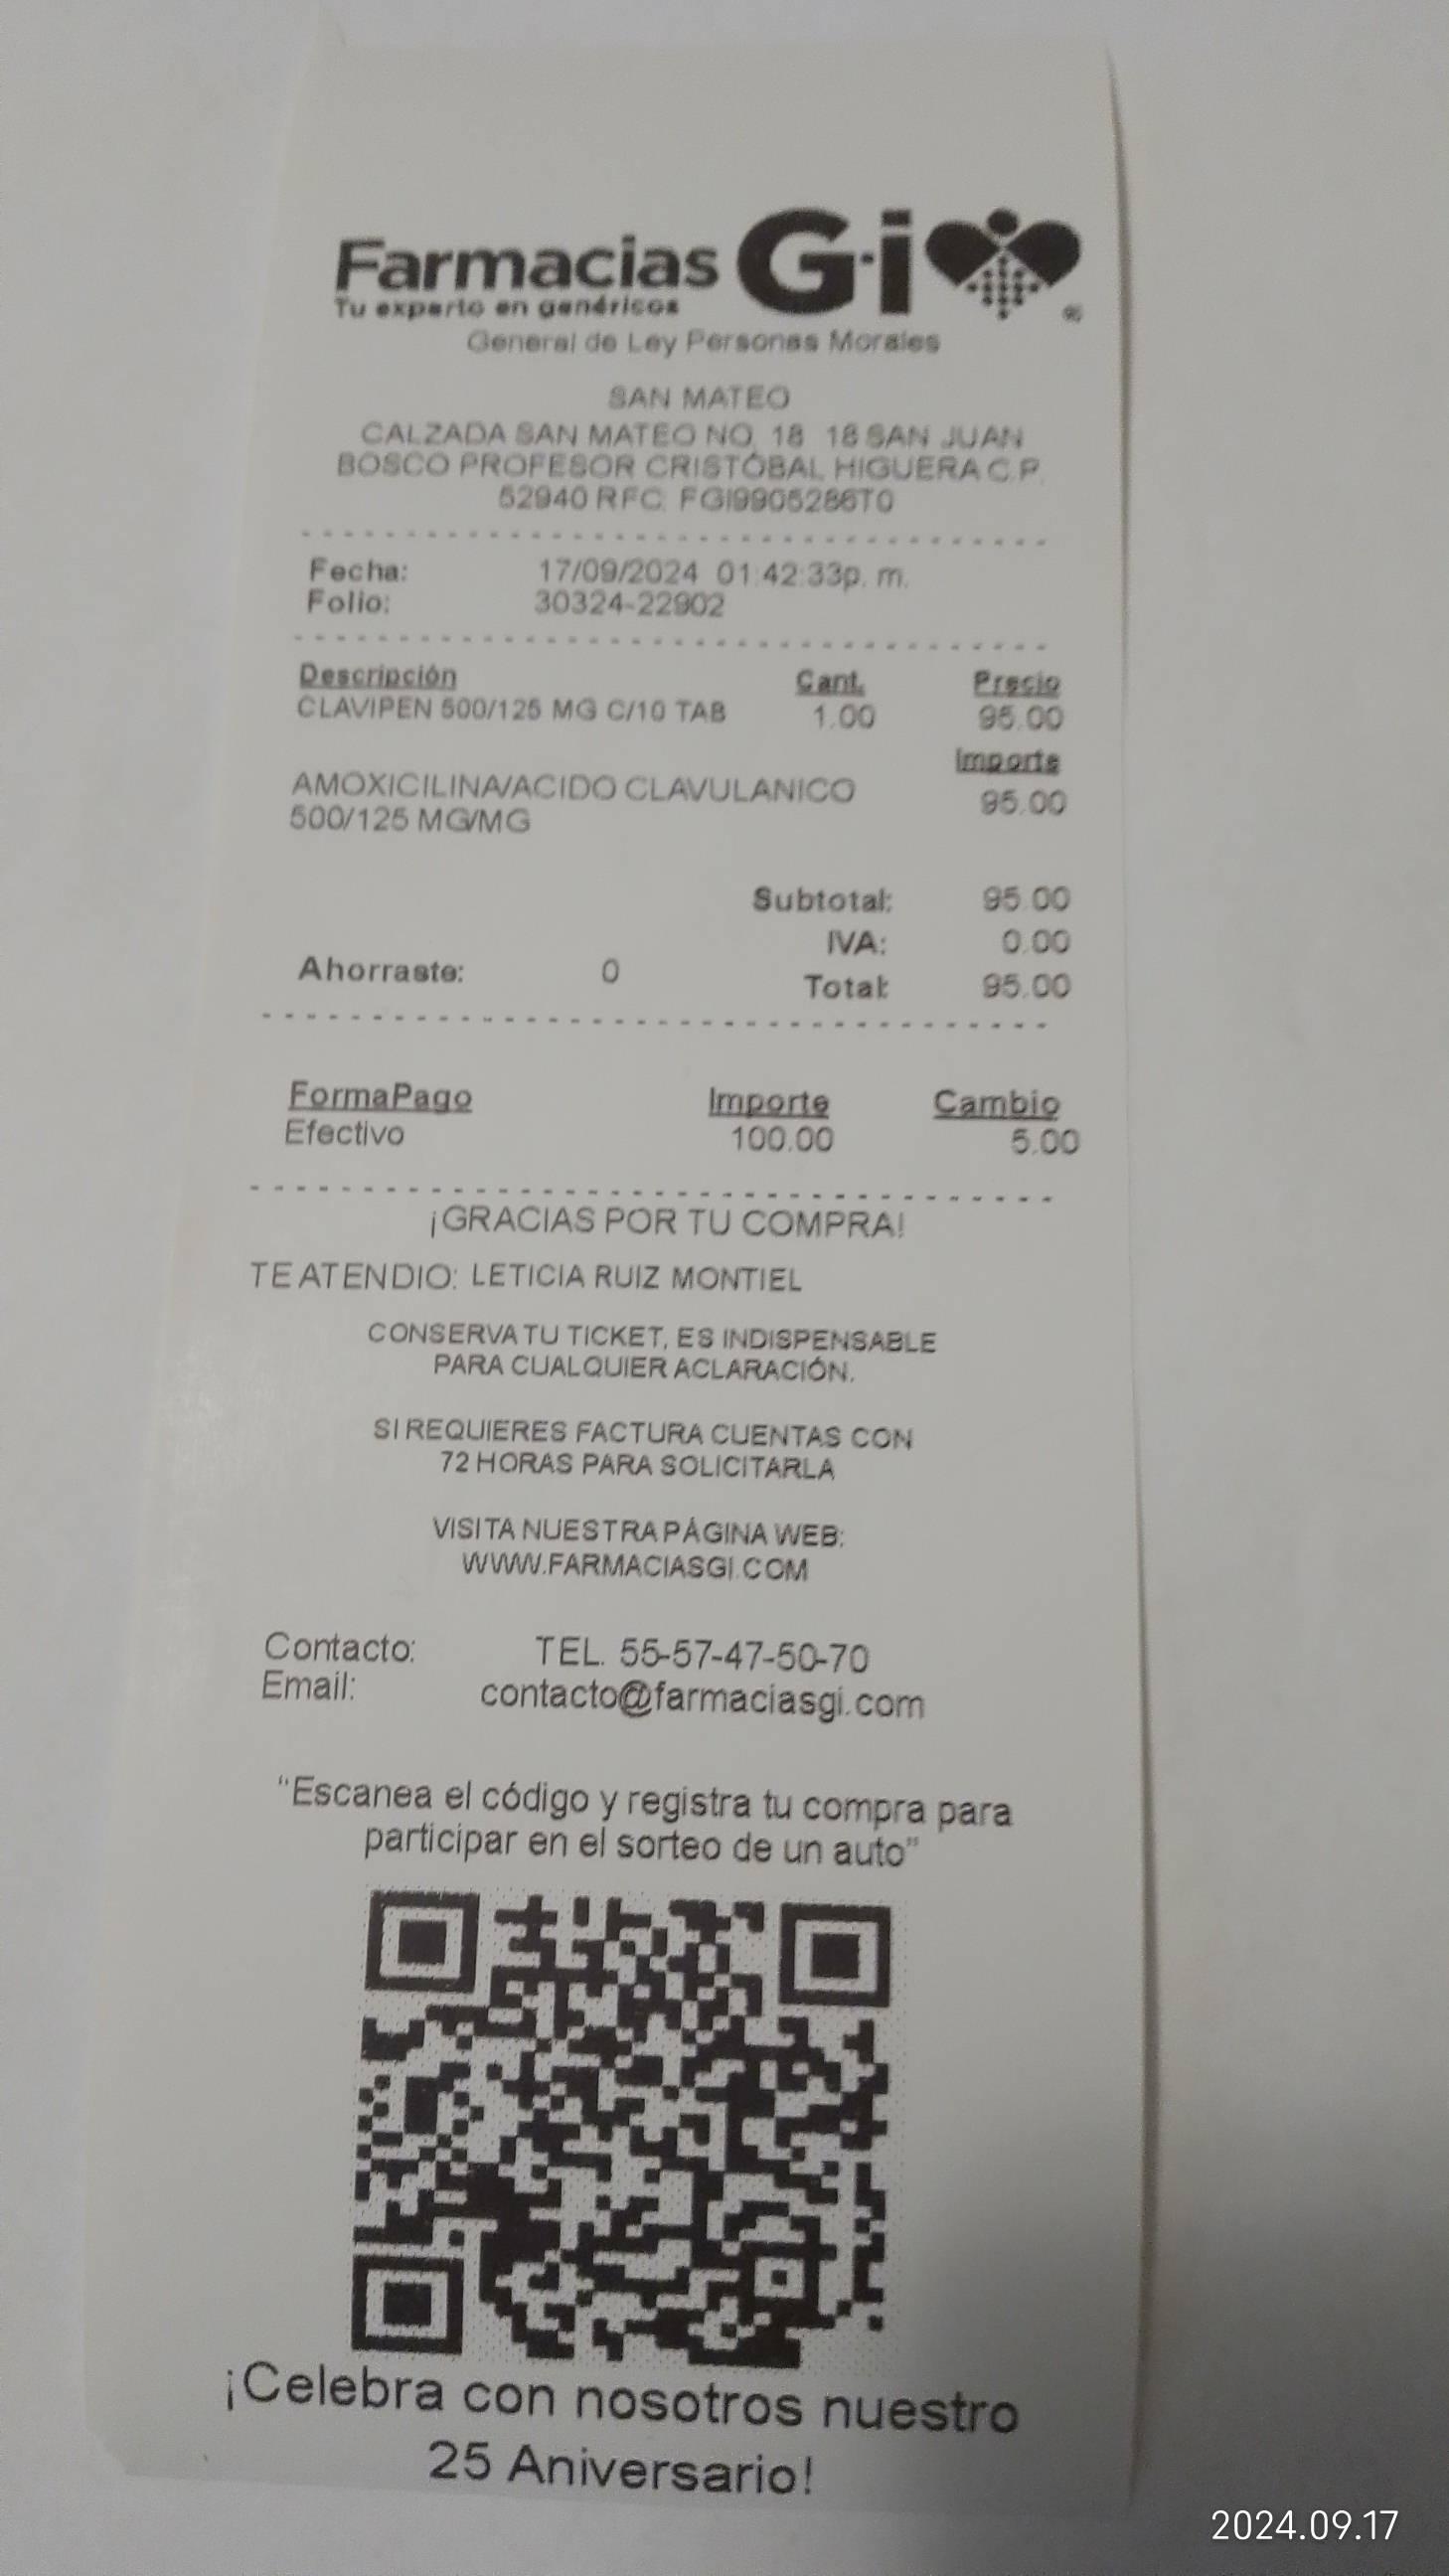 Farmacias G·i
Tu experto en genéricos
General de Ley Personas Morales
SAN MATEO
CALZADA SAN MATEO NO. 18 18 SAN JUAN
BOSCO PROFESOR CRISTÓBAL HIGUERA C.P.
52940 RFC: FGI9905286T0
Fecha: 17/09/2024 01:42:33p. m.
Folio: 30324-22902
Descripción Cant. Precio
CLAVIPEN 500/125 MG C/10 TAB 1.00 95.00
Importe
AMOXICILINA/ACIDO CLAVULANICO 95.00
500/125 MG/MG
Subtotal: 95.00
IVA: 0.00
Ahorraste: 0 Total: 95.00
FormaPago Importe Cambio
Efectivo 100.00 5.00
¡GRACIAS POR TU COMPRA!
TE ATENDIO: LETICIA RUIZ MONTIEL
CONSERVA TU TICKET, ES INDISPENSABLE
PARA CUALQUIER ACLARACIÓN.
SI REQUIERES FACTURA CUENTAS CON
72 HORAS PARA SOLICITARLA
VISITA NUESTRA PÁGINA WEB:
WWW.FARMACIASGI.COM
Contacto: TEL. 55-57-47-50-70
Email: contacto@farmaciasgi.com
“Escanea el código y registra tu compra para
participar en el sorteo de un auto”
¡Celebra con nosotros nuestro
25 Aniversario!
2024.09.17